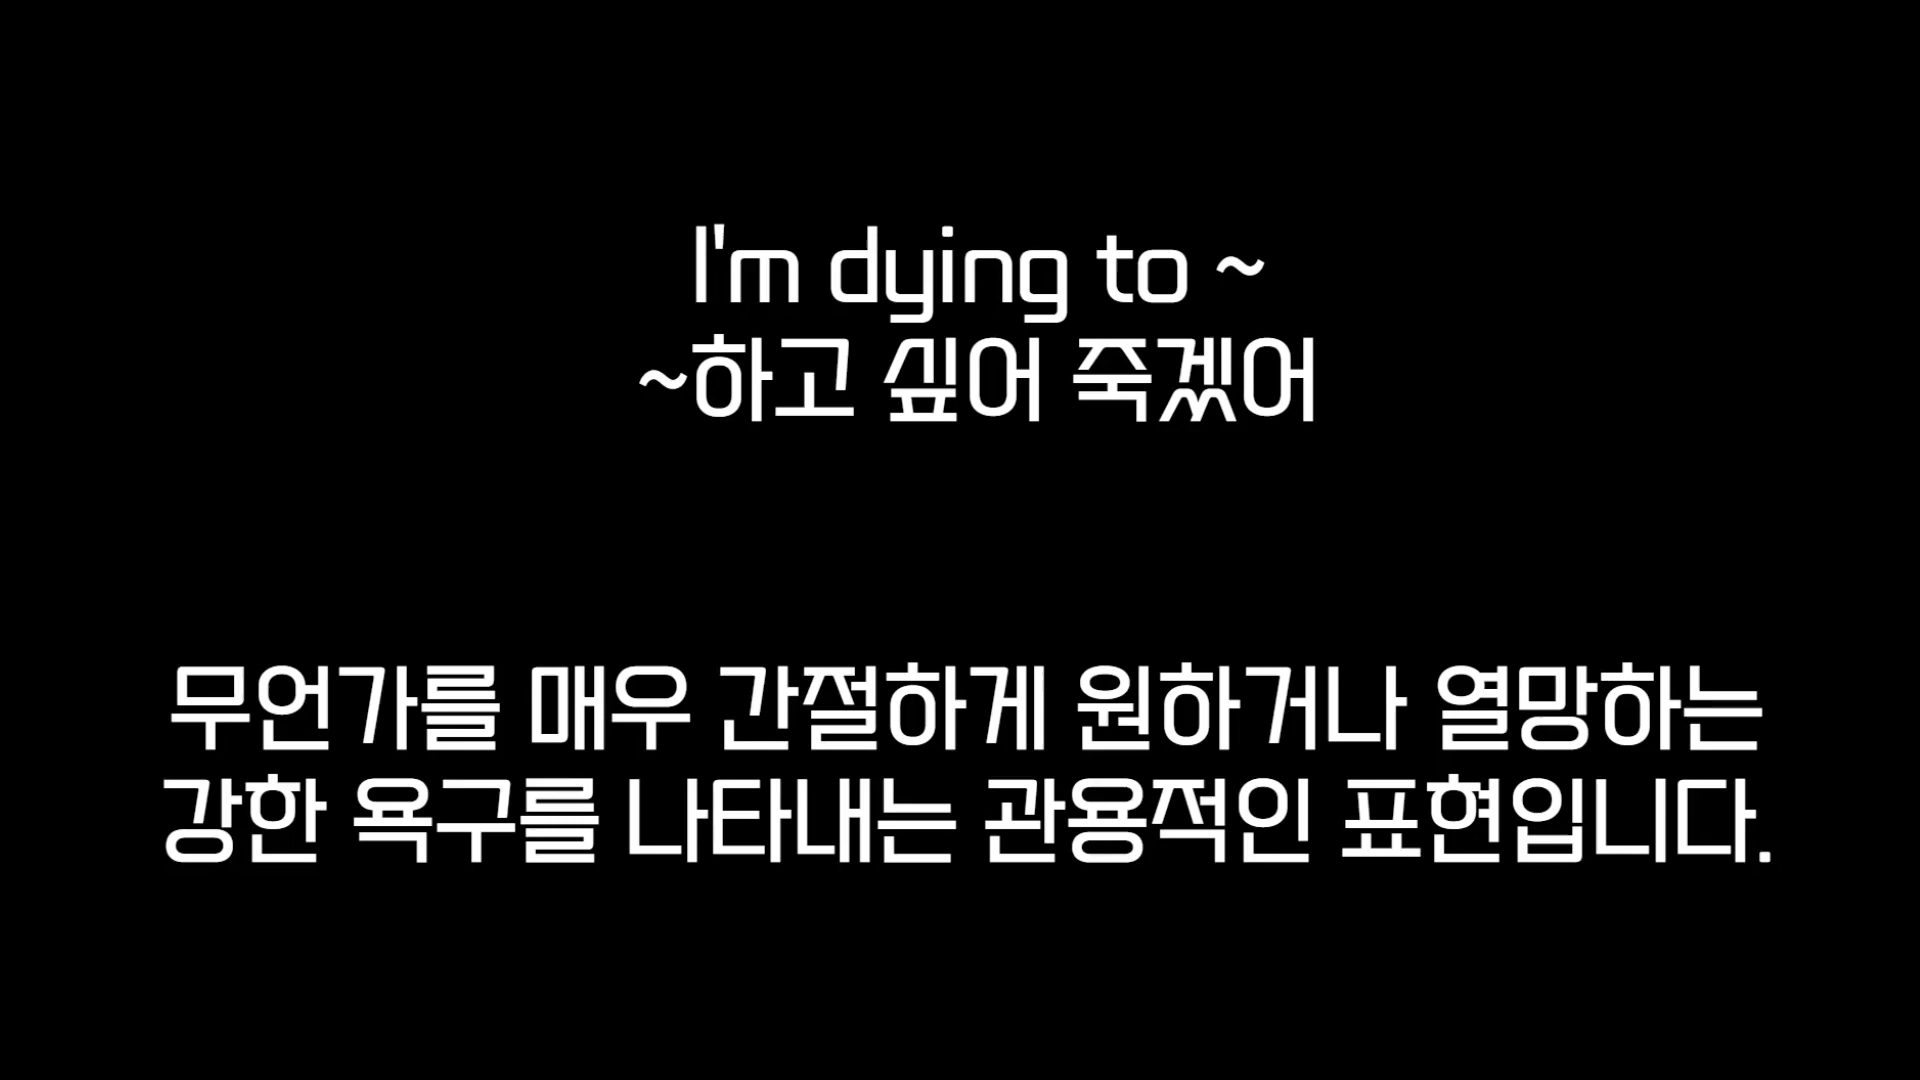 I'm dying to ~
~하고 싶어 죽겠어
무언가를 매우 간절하게 원하거나 열망하는
강한 욕구를 나타내는 관용적인 표현입니다.